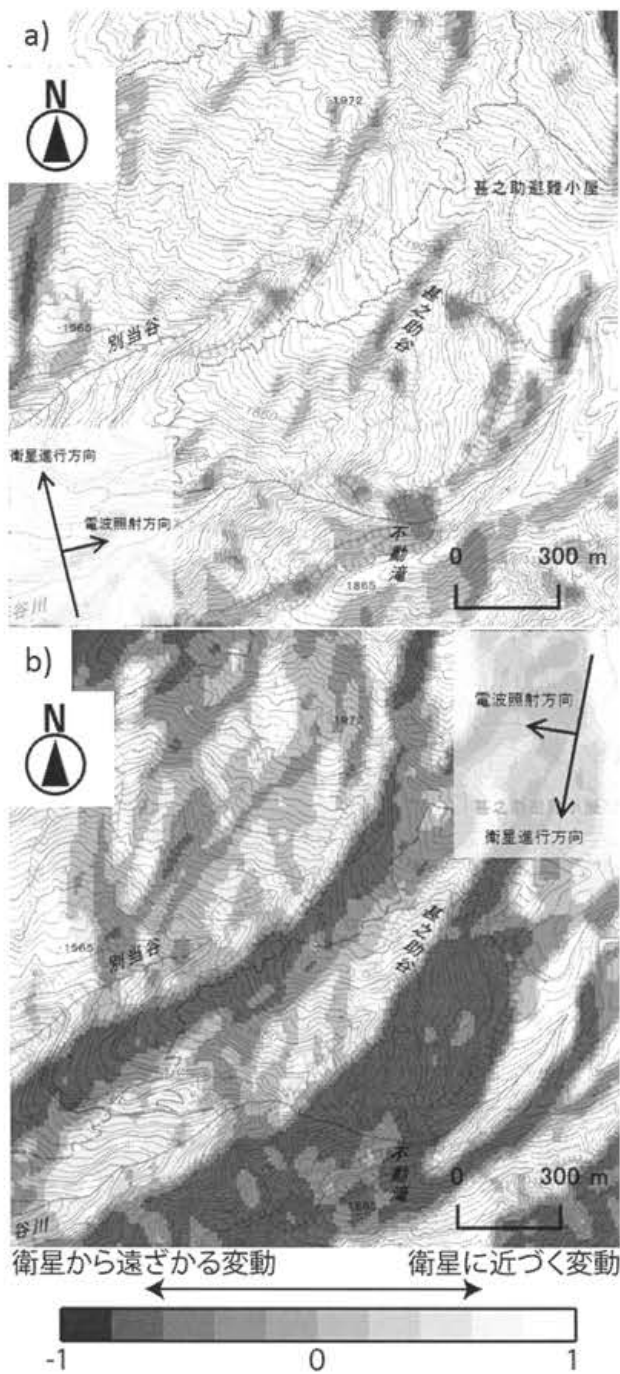 a)
N
1972
甚之助避難小屋
甚之助谷
1965
別当谷
衛星進行方向
電波照射方向
不動滝
0 300 m
1865
谷川
b)
N
電波照射方向
1972
衛星進行方向
甚之助谷
1965
別当谷
不動滝
0 300 m
1865
谷川
衛星から遠ざかる変動 衛星に近づく変動
-1 0 1